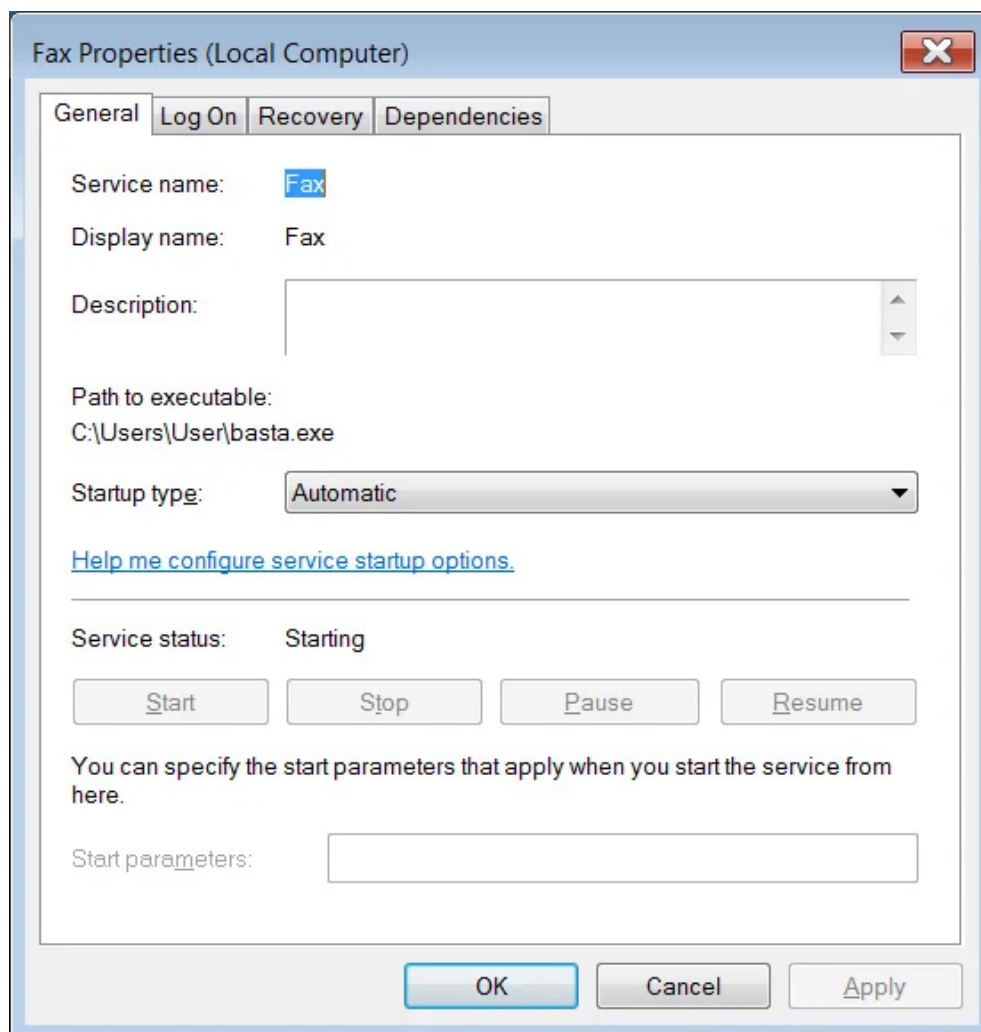 Fax Properties (Local Computer)
General Log On Recovery Dependencies
Service name: Fax
Display name: Fax
Description:
Path to executable:
C:\Users\User\basta.exe
Startup type: Automatic
Help me configure service startup options.
Service status: Starting
Start Stop Pause Resume
You can specify the start parameters that apply when you start the service from
here.
Start parameters:
OK Cancel Apply